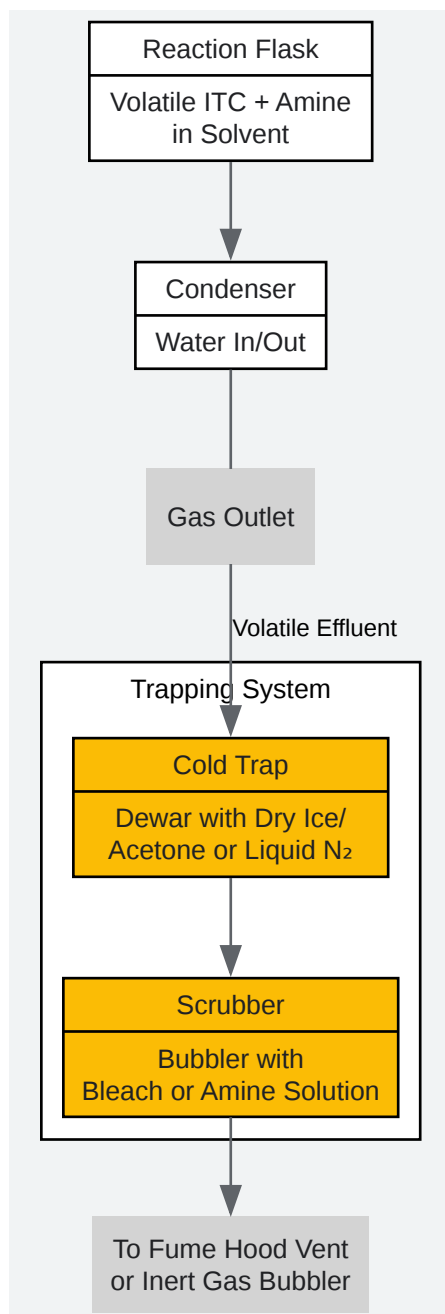 Reaction Flask
Volatile ITC + Amine
in Solvent
Condenser
Water In/Out
Gas Outlet
Volatile Effluent
Trapping System
Cold Trap
Dewar with Dry Ice/
Acetone or Liquid N₂
Scrubber
Bubbler with
Bleach or Amine Solution
To Fume Hood Vent
or Inert Gas Bubbler